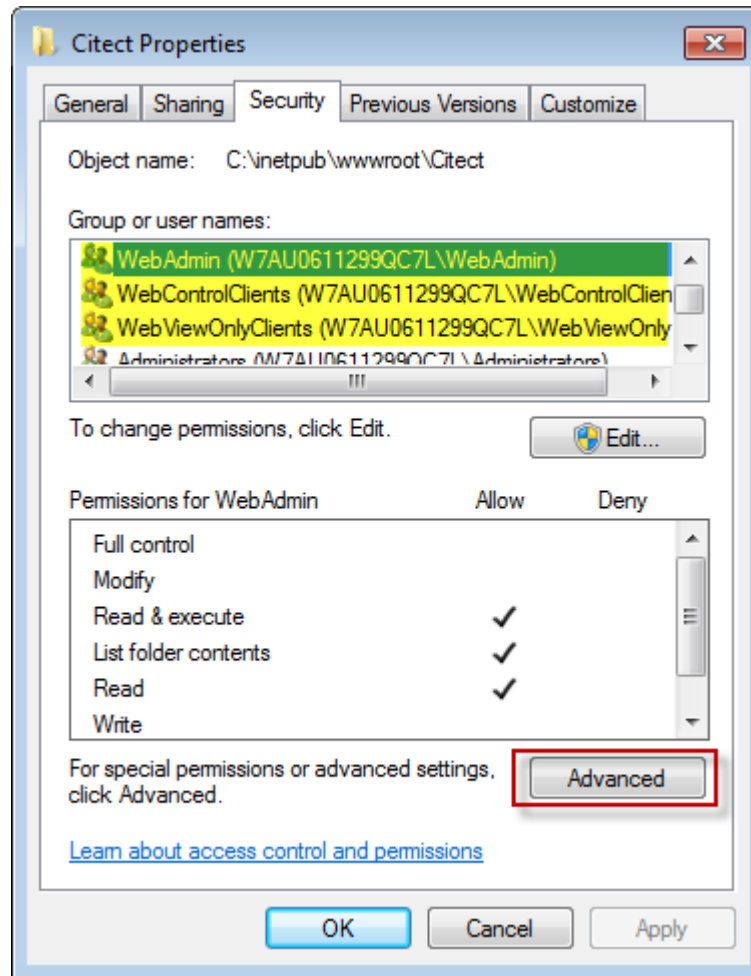 Citect Properties
General Sharing Security Previous Versions Customize
Object name: C:\inetpub\wwwroot\Citect
Group or user names:
WebAdmin (W7AU0611299QC7L\WebAdmin)
WebControlClients (W7AU0611299QC7L\WebControlClien
WebViewOnlyClients (W7AU0611299QC7L\WebViewOnly
Administrators (W7AU0611299QC7L\Administrators)
To change permissions, click Edit.
Edit...
Permissions for WebAdmin Allow Deny
Full control
Modify
Read & execute
List folder contents
Read
Write
For special permissions or advanced settings,
click Advanced.
Advanced
Learn about access control and permissions
OK Cancel Apply